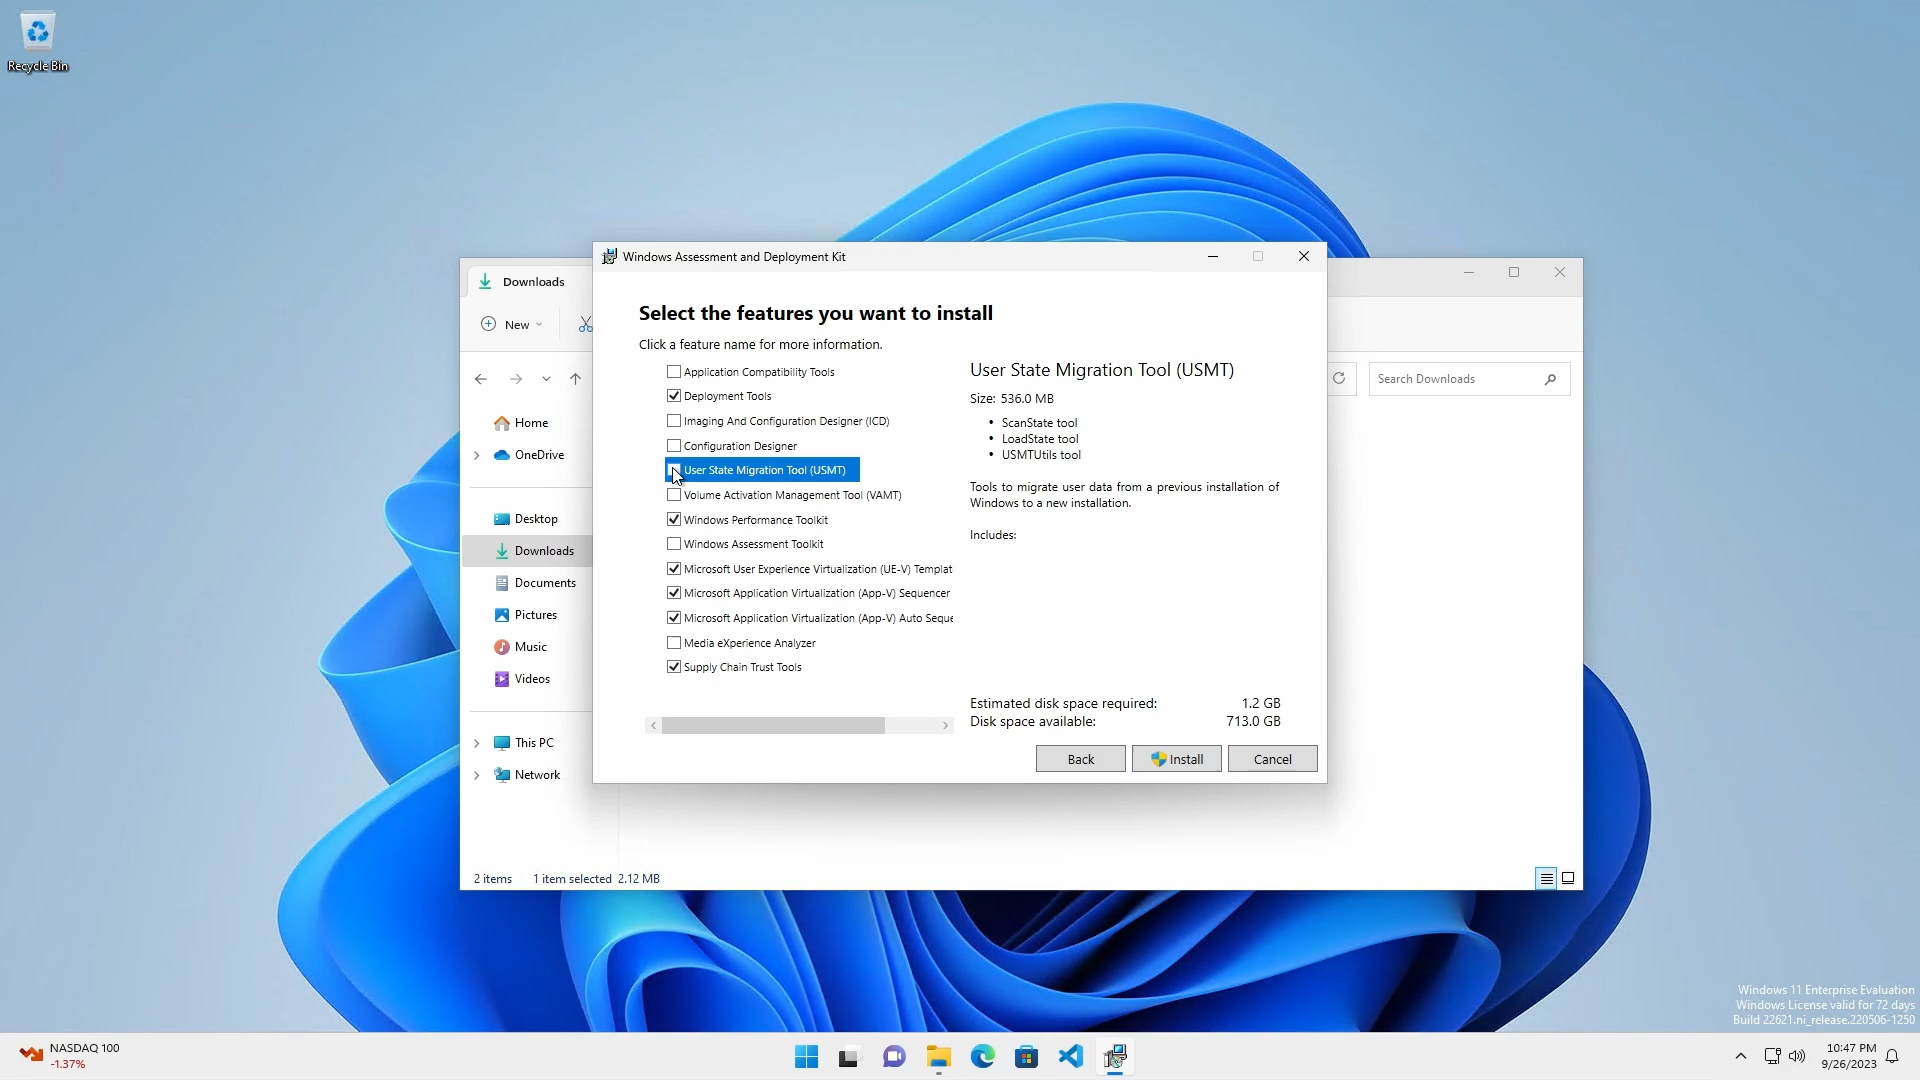 Recycle Bin
Downloads
New
Home
OneDrive
Desktop
Downloads
Documents
Pictures
Music
Videos
This PC
Network
Search Downloads
2 items 1 item selected 2.12 MB
Windows Assessment and Deployment Kit
Select the features you want to install
Click a feature name for more information.
Application Compatibility Tools
Deployment Tools
Imaging And Configuration Designer (ICD)
Configuration Designer
User State Migration Tool (USMT)
Volume Activation Management Tool (VAMT)
Windows Performance Toolkit
Windows Assessment Toolkit
Microsoft User Experience Virtualization (UE-V) Templat
Microsoft Application Virtualization (App-V) Sequencer
Microsoft Application Virtualization (App-V) Auto Seque
Media eXperience Analyzer
Supply Chain Trust Tools
User State Migration Tool (USMT)
Size: 536.0 MB
• ScanState tool
• LoadState tool
• USMTUtils tool
Tools to migrate user data from a previous installation of
Windows to a new installation.
Includes:
Estimated disk space required: 1.2 GB
Disk space available: 713.0 GB
Back Install Cancel
Windows 11 Enterprise Evaluation
Windows License valid for 72 days
Build 22621.ni_release.220506-1250
NASDAQ 100
-1.37%
10:47 PM
9/26/2023